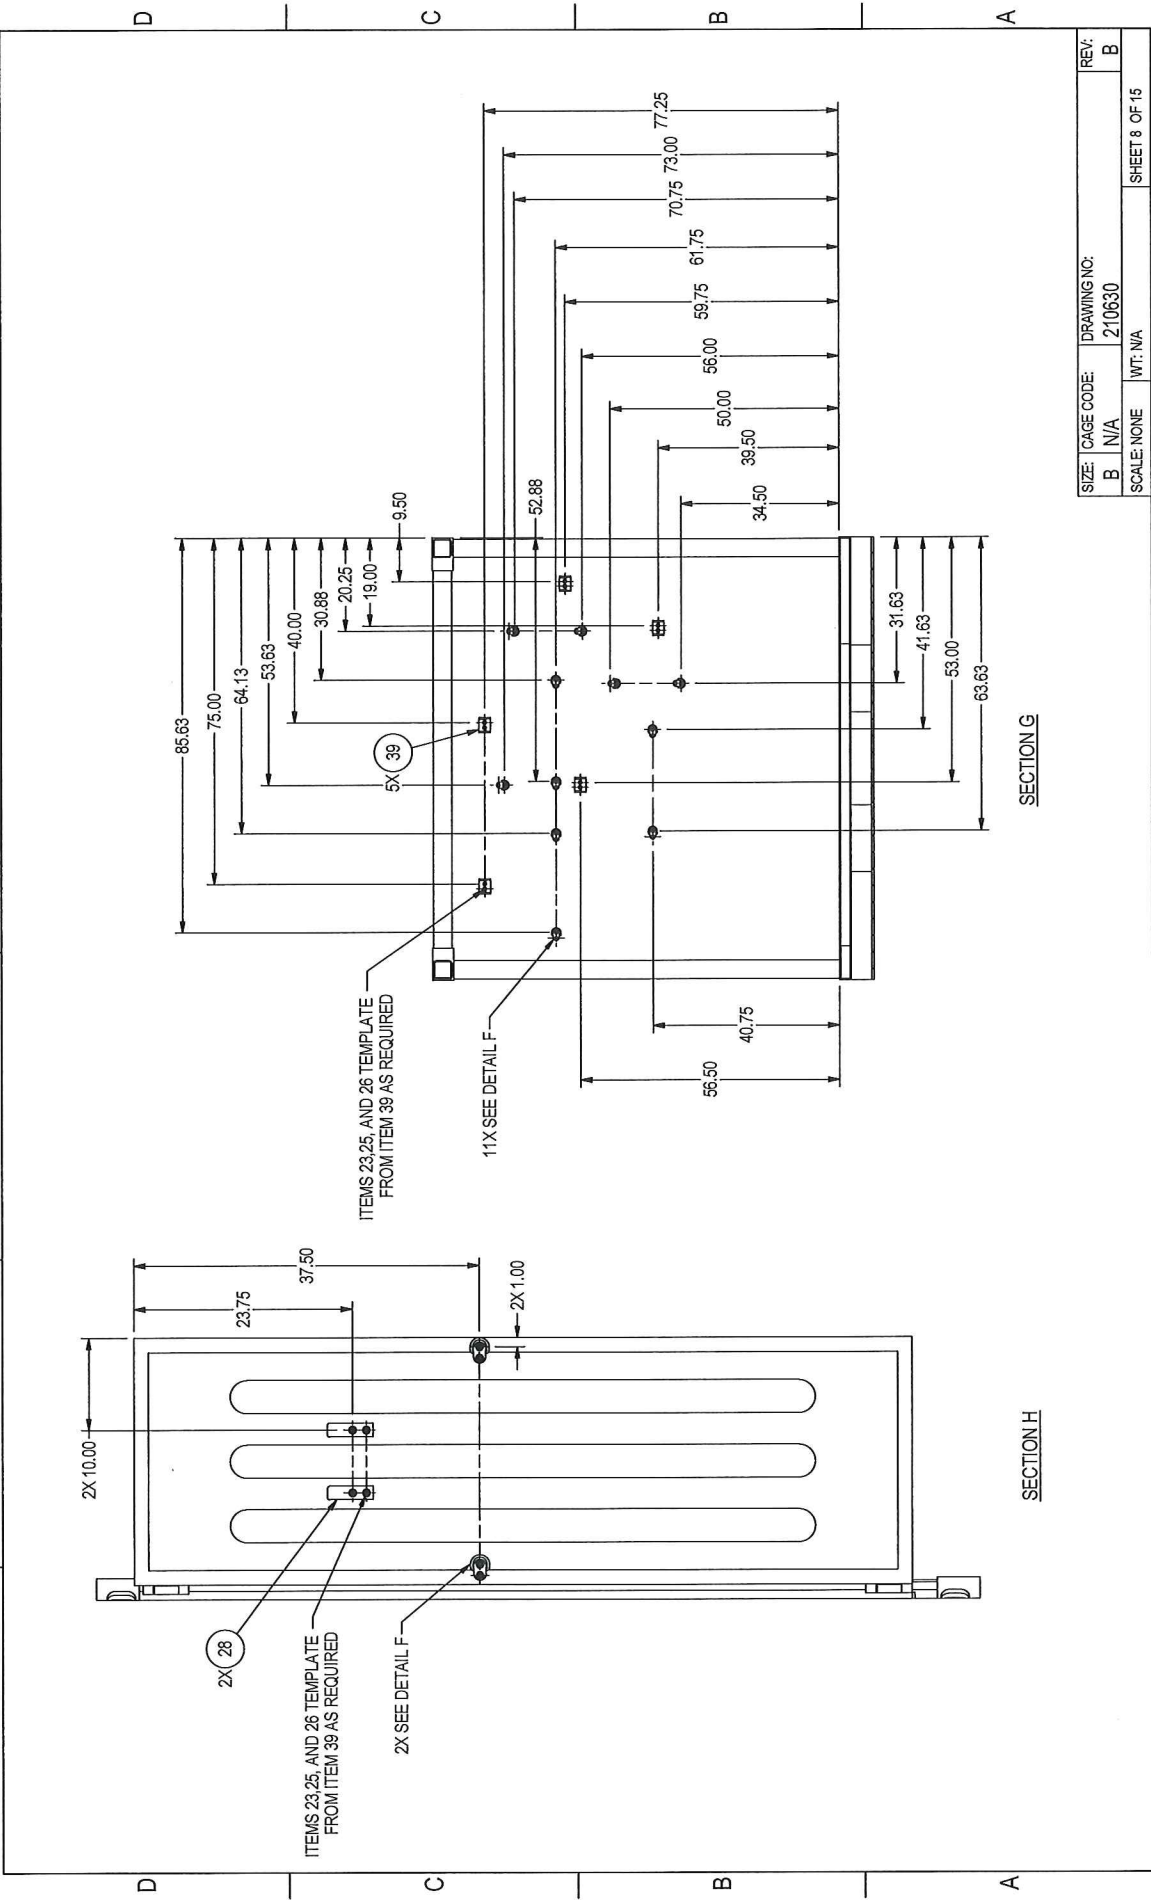 D
C
B
A
2X 10.00
23.75
37.50
2X 1.00
2X 28
ITEMS 23,25, AND 26 TEMPLATE
FROM ITEM 39 AS REQUIRED
2X SEE DETAIL F
SECTION H
85.63
75.00
64.13
53.63
40.00
30.88
20.25
19.00
9.50
52.88
5X 39
ITEMS 23,25, AND 26 TEMPLATE
FROM ITEM 39 AS REQUIRED
11X SEE DETAIL F
77.25
73.00
70.75
61.75
59.75
56.00
50.00
39.50
34.50
56.50
40.75
31.63
41.63
53.00
63.63
SECTION G
D
C
B
A
SIZE: CAGE CODE: DRAWING NO: REV:
B N/A 210630 B
SCALE: NONE WT: N/A SHEET 8 OF 15